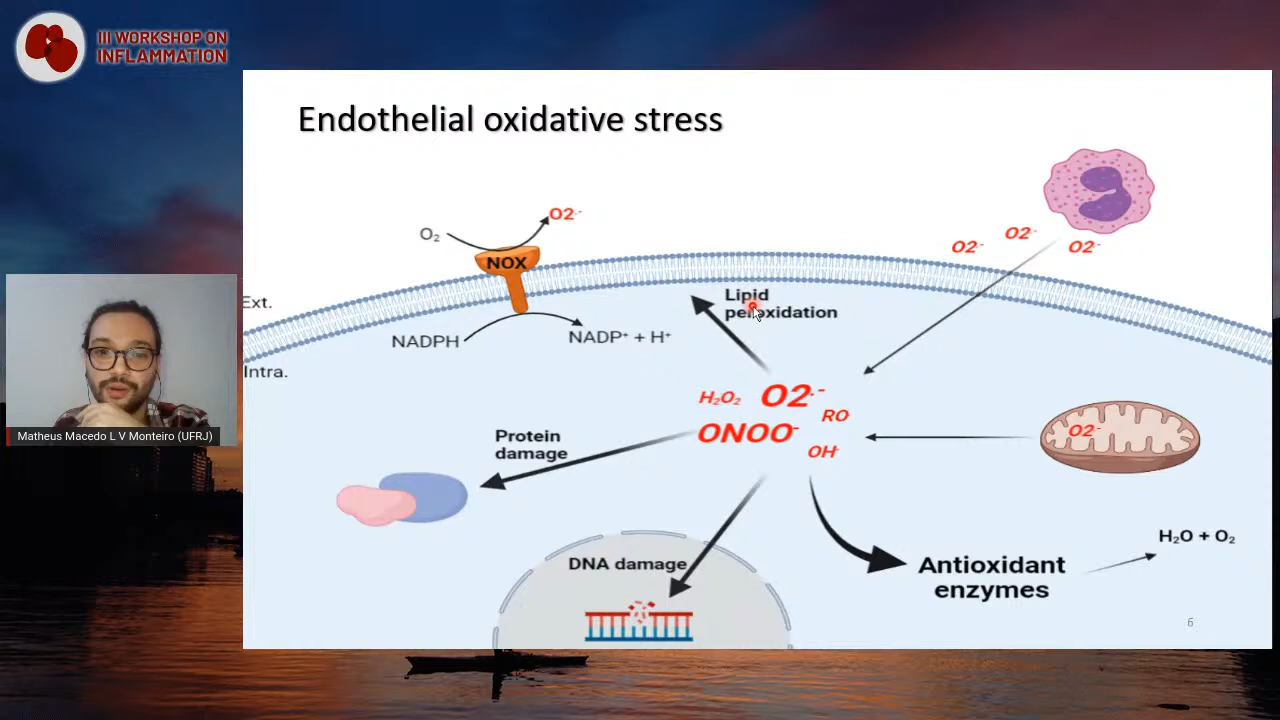 III WORKSHOP ON
INFLAMMATION
Endothelial oxidative stress
O₂
O2·-
NOX
O2·-
O2·-
O2·-
Ext.
Lipid
peroxidation
NADPH
NADP⁺ + H⁺
Intra.
H₂O₂
O2·-
RO
ONOO⁻
OH·
O2·-
Protein
damage
Matheus Macedo L V Monteiro (UFRJ)
DNA damage
Antioxidant
enzymes
H₂O + O₂
6